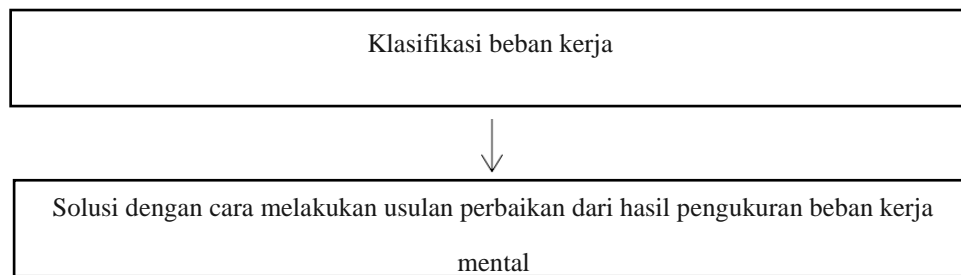 Klasifikasi beban kerja
Solusi dengan cara melakukan usulan perbaikan dari hasil pengukuran beban kerja
mental